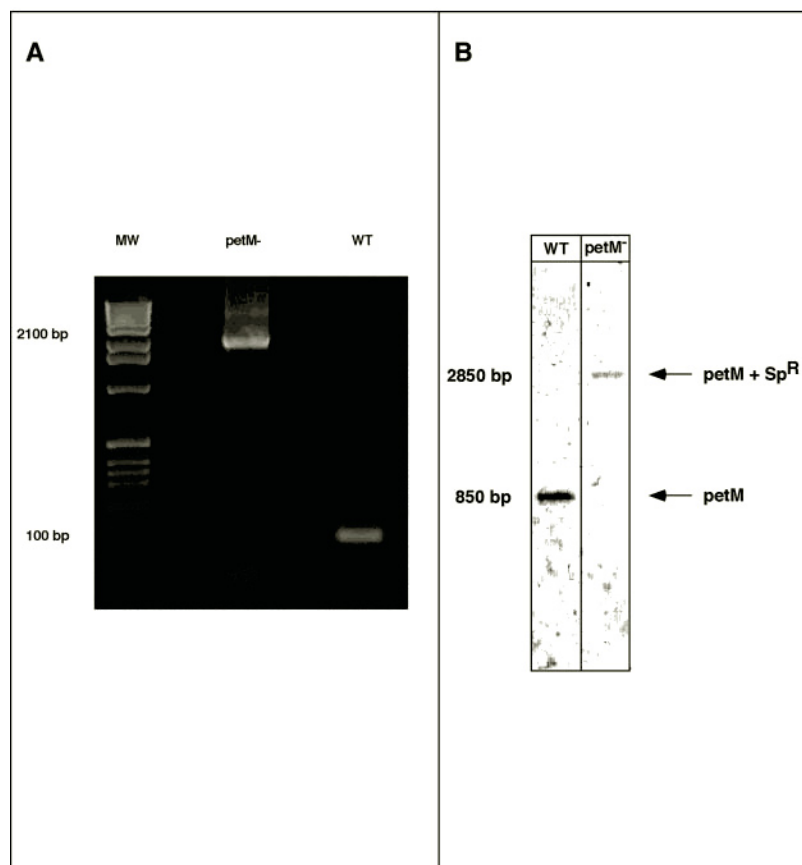 A
MW petM- WT
2100 bp
100 bp
B
WT petM⁻
2850 bp petM + Sp^R
850 bp petM